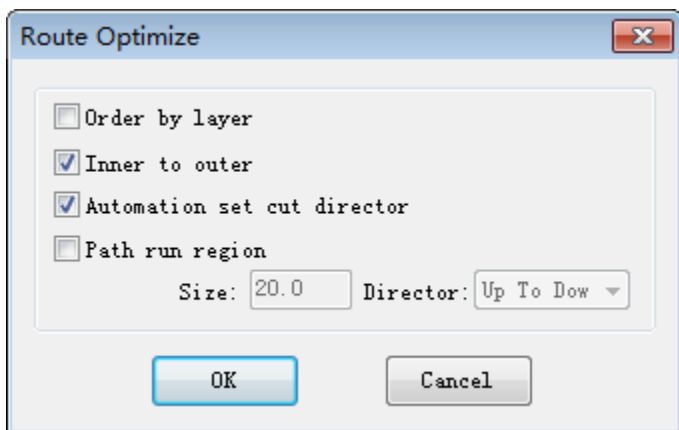 Route Optimize
Order by layer
Inner to outer
Automation set cut director
Path run region
Size: 20.0 Director: Up To Dow
OK Cancel